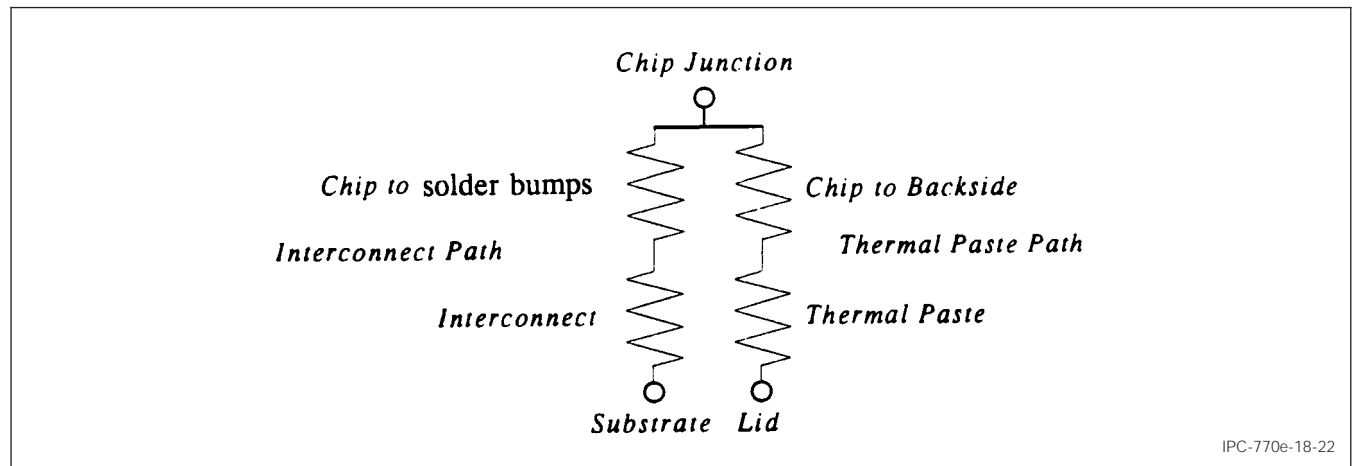 Chip Junction
Chip to solder bumps
Chip to Backside
Interconnect Path
Thermal Paste Path
Interconnect
Thermal Paste
Substrate
Lid
IPC-770e-18-22